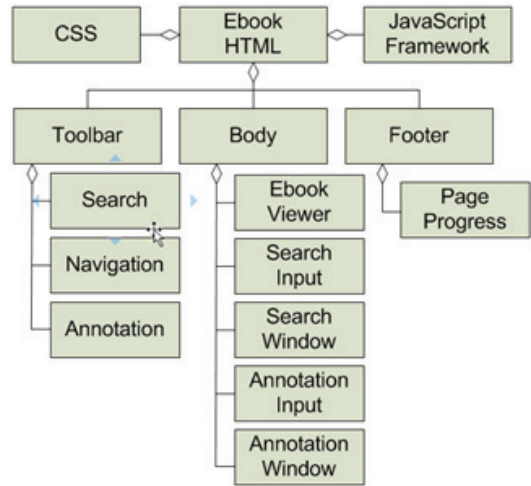 CSS
Ebook
HTML
JavaScript
Framework
Toolbar
Body
Footer
Search
Navigation
Annotation
Ebook
Viewer
Search
Input
Search
Window
Annotation
Input
Annotation
Window
Page
Progress